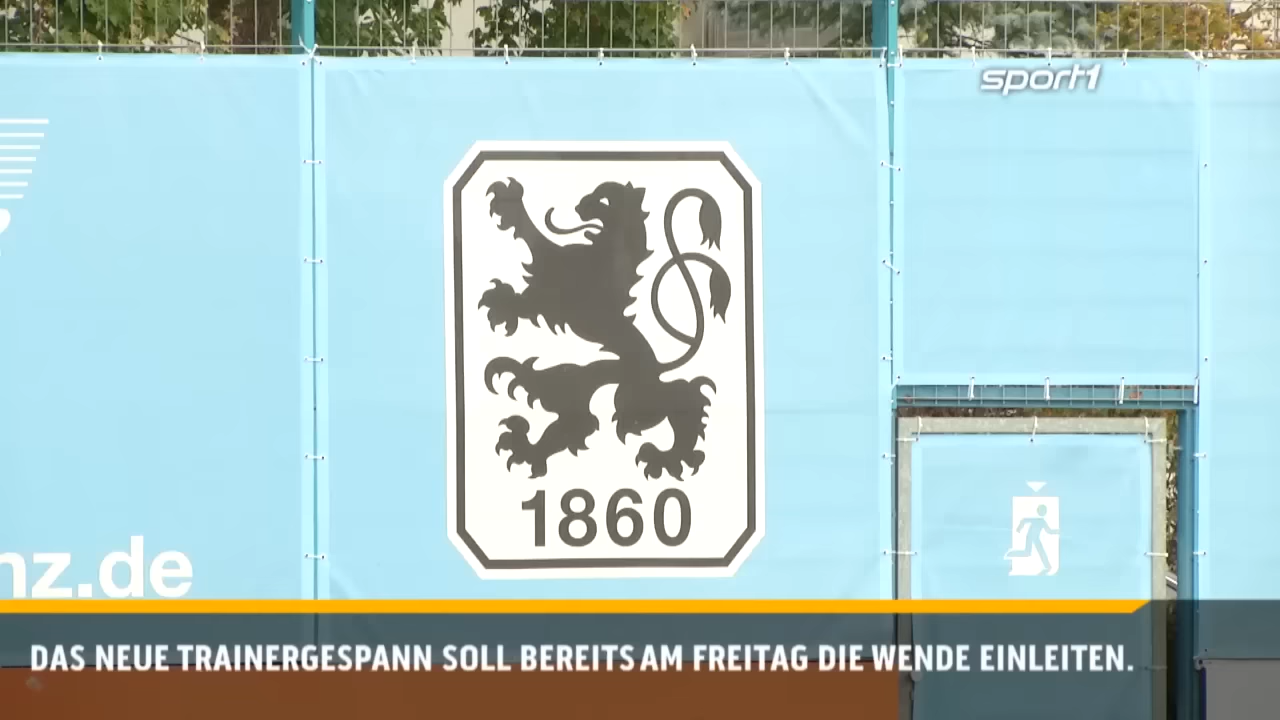 sport1
1860
nz.de
DAS NEUE TRAINERGESPANN SOLL BEREITS AM FREITAG DIE WENDE EINLEITEN.